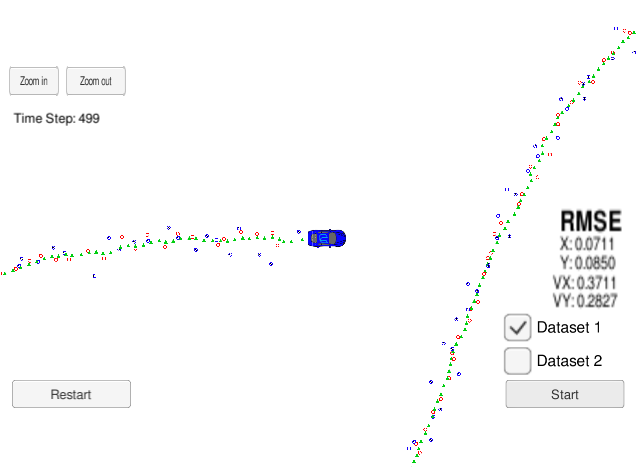 Zoom in
Zoom out
Time Step: 499
RMSE
X: 0.0711
Y: 0.0850
VX: 0.3711
VY: 0.2827
Dataset 1
Dataset 2
Restart
Start